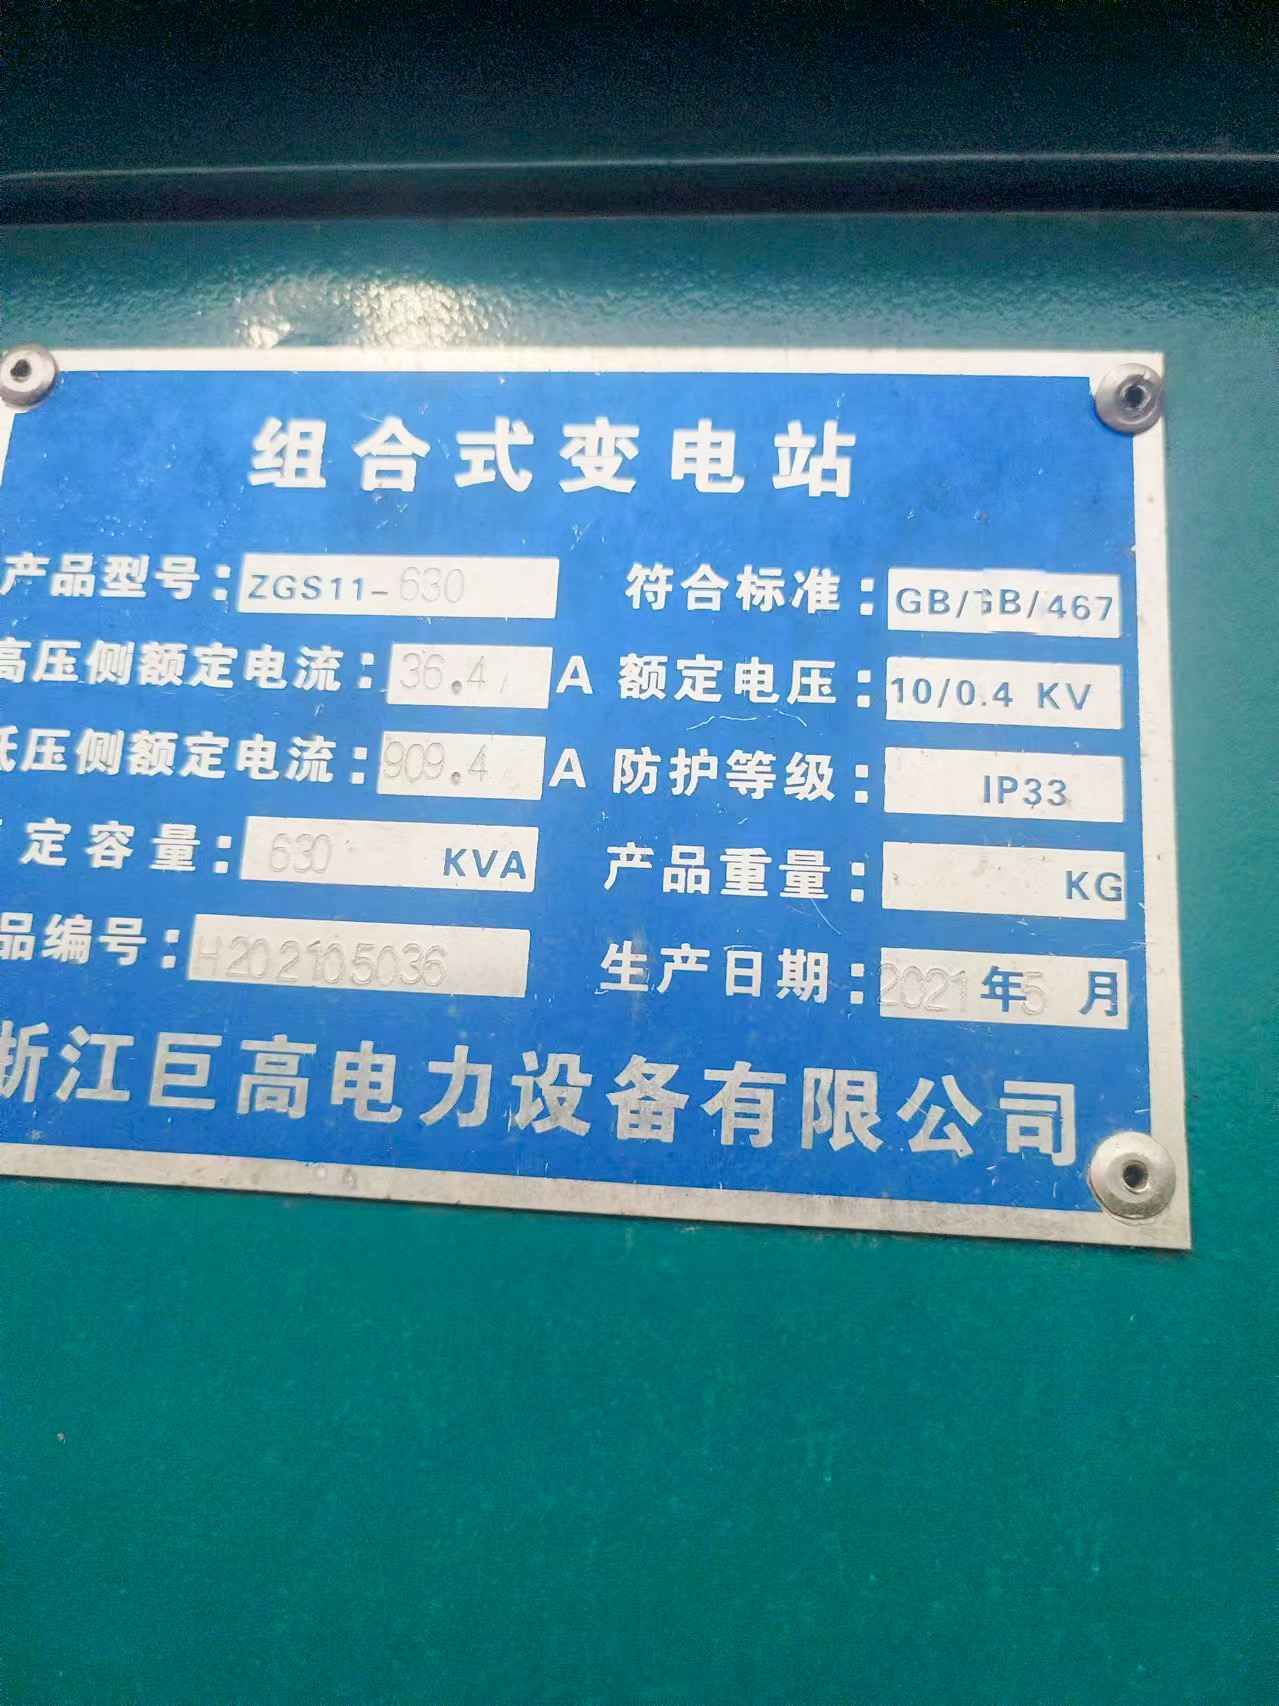 组合式变电站
产品型号：ZGS11-630 符合标准：GB/ GB/467
高压侧额定电流：36.4 A 额定电压：10/0.4 KV
低压侧额定电流：909.4 A 防护等级：IP33
定容量：630 KVA 产品重量： KG
品编号：H202105036 生产日期：2021年5月
浙江巨高电力设备有限公司